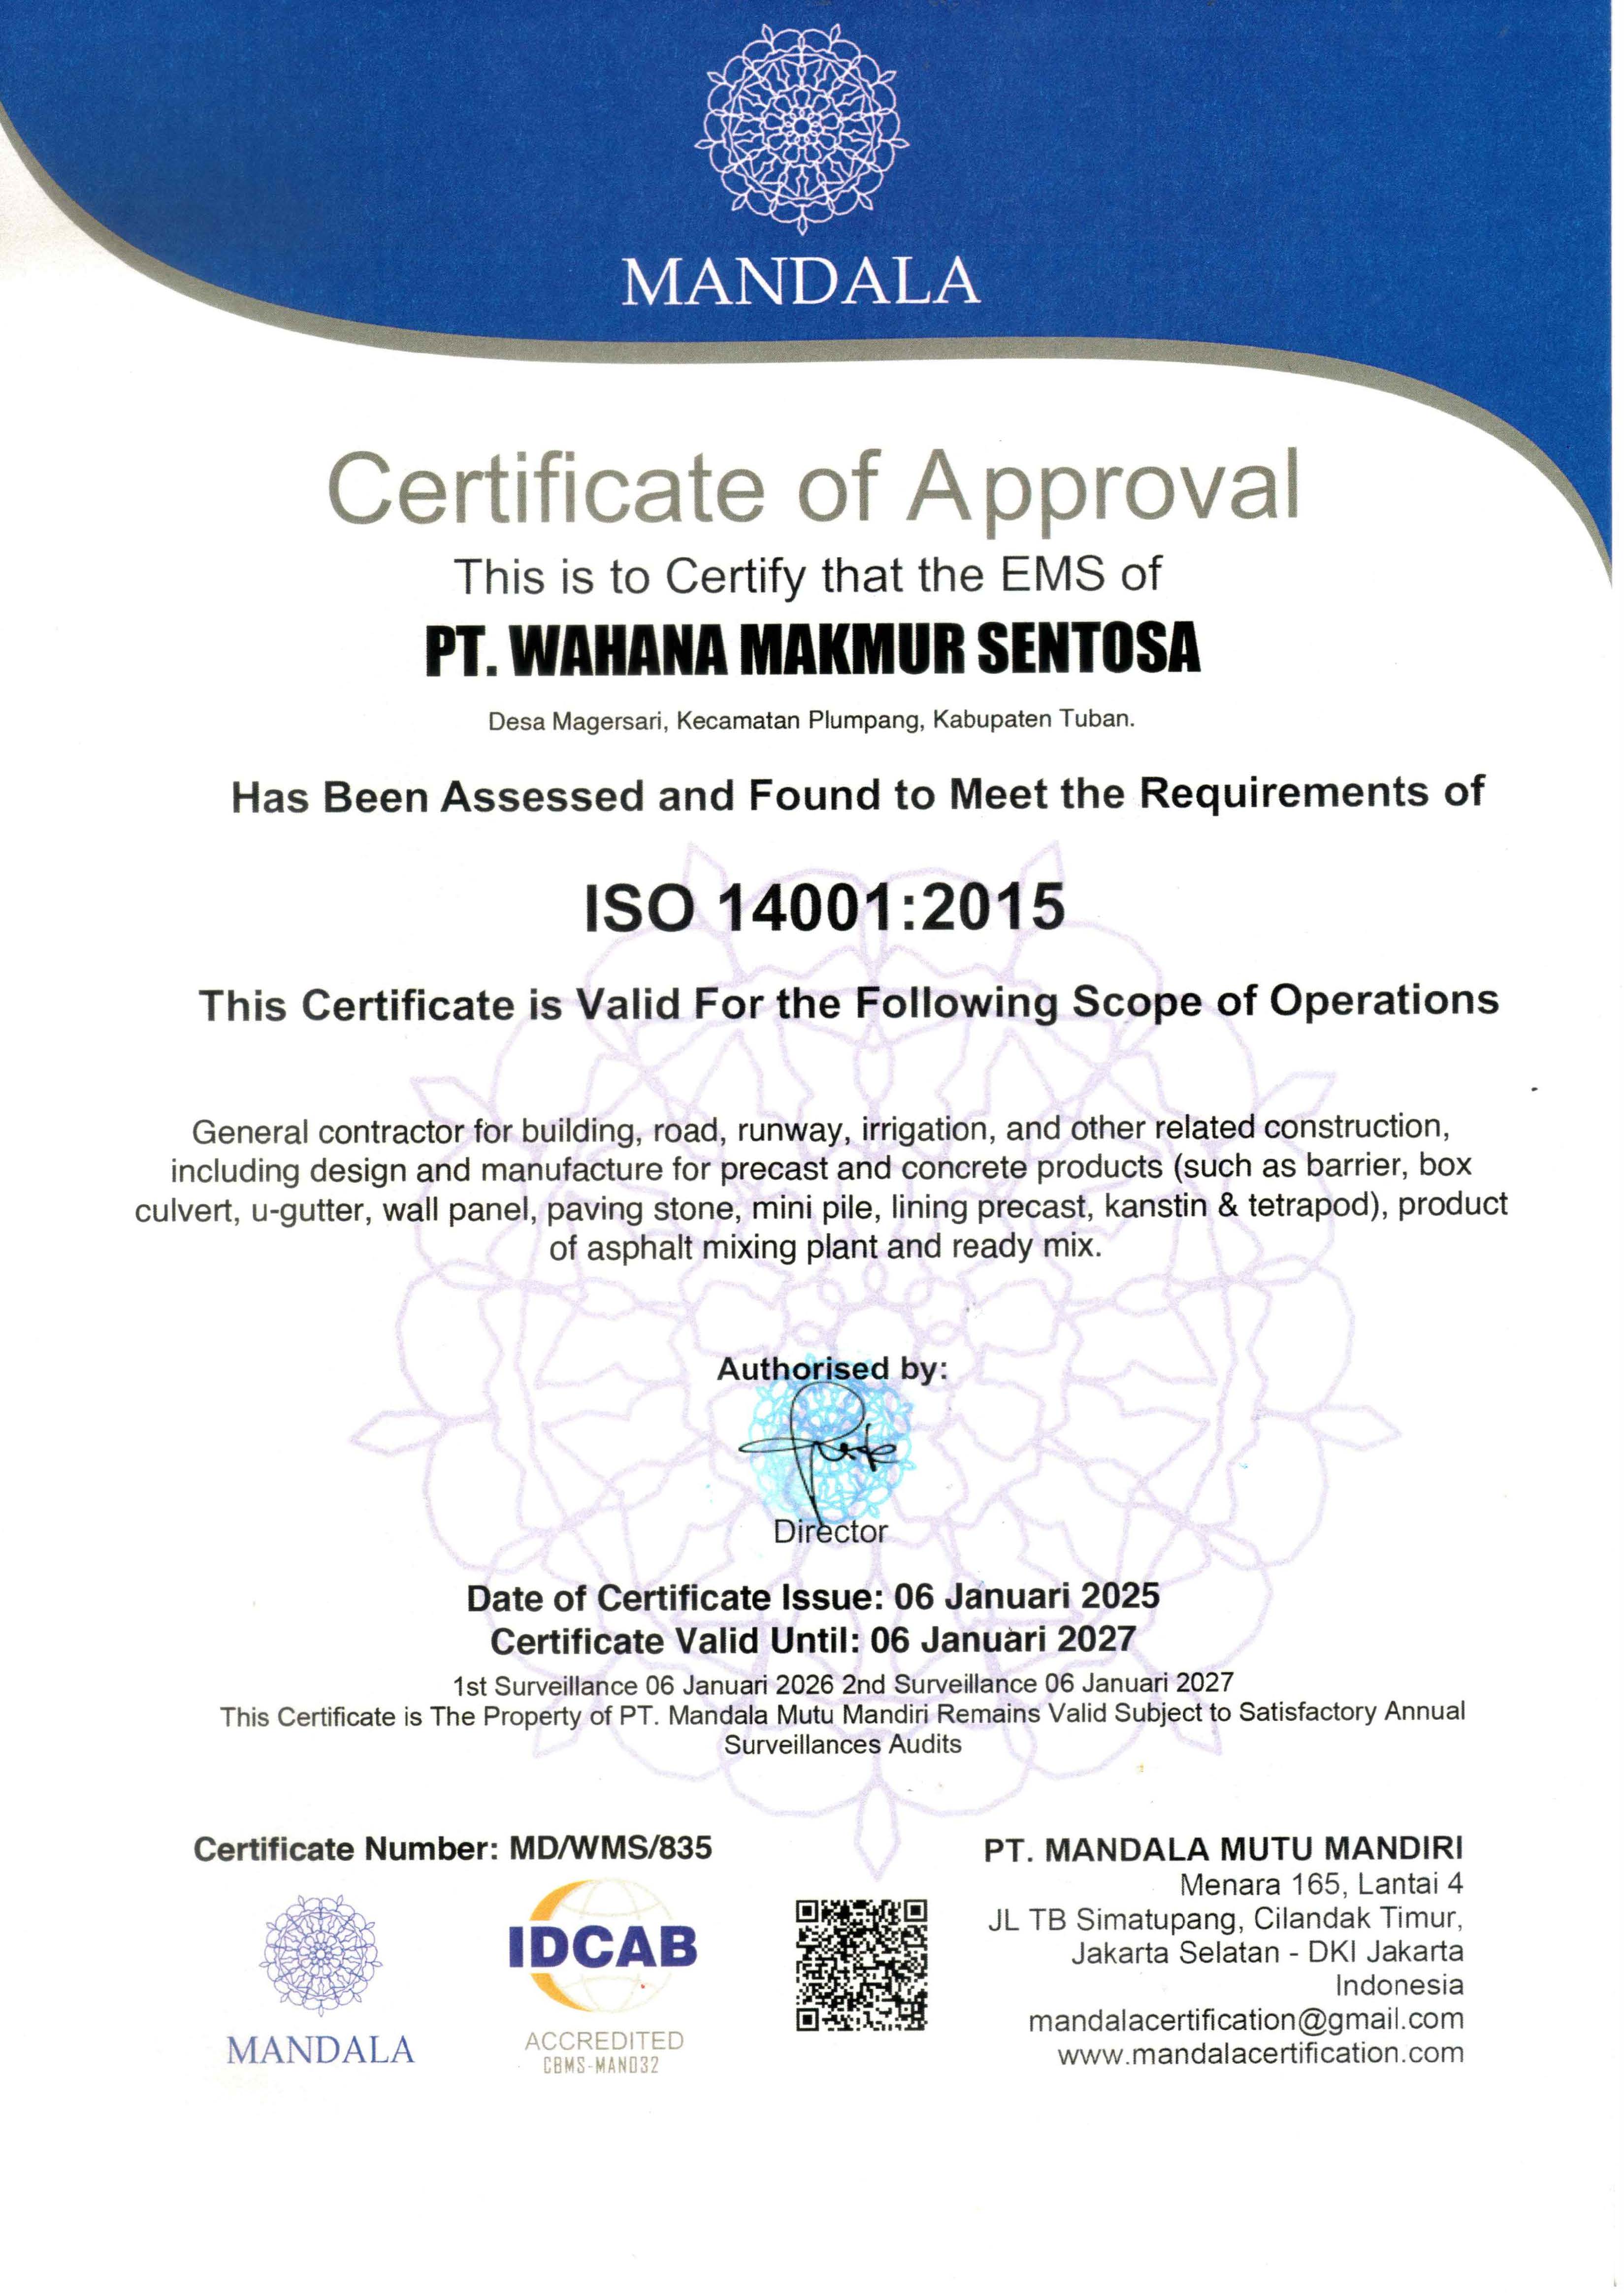 MANDALA
Certificate of Approval
This is to Certify that the EMS of
PT. WAHANA MAKMUR SENTOSA
Desa Magersari, Kecamatan Plumpang, Kabupaten Tuban.
Has Been Assessed and Found to Meet the Requirements of
ISO 14001:2015
This Certificate is Valid For the Following Scope of Operations
General contractor for building, road, runway, irrigation, and other related construction,
including design and manufacture for precast and concrete products (such as barrier, box
culvert, u-gutter, wall panel, paving stone, mini pile, lining precast, kanstin & tetrapod), product
of asphalt mixing plant and ready mix.
Authorised by:
Director
Date of Certificate Issue: 06 Januari 2025
Certificate Valid Until: 06 Januari 2027
1st Surveillance 06 Januari 2026 2nd Surveillance 06 Januari 2027
This Certificate is The Property of PT. Mandala Mutu Mandiri Remains Valid Subject to Satisfactory Annual
Surveillances Audits
Certificate Number: MD/WMS/835
MANDALA
IDCAB
ACCREDITED
CBMS-MAND32
PT. MANDALA MUTU MANDIRI
Menara 165, Lantai 4
JL TB Simatupang, Cilandak Timur,
Jakarta Selatan - DKI Jakarta
Indonesia
mandalacertification@gmail.com
www.mandalacertification.com